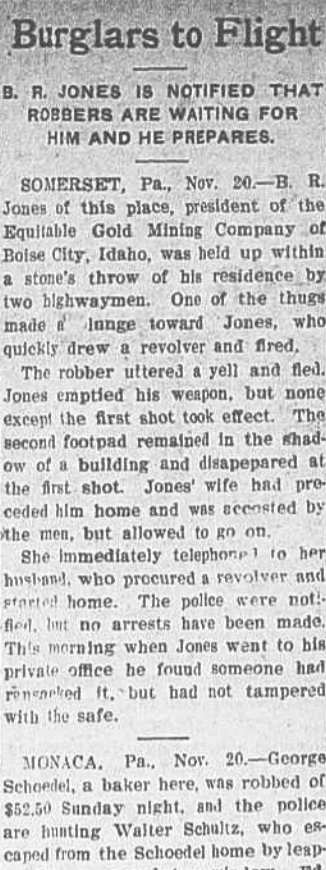 Burglars to Flight
B. R. JONES IS NOTIFIED THAT
ROBBERS ARE WAITING FOR
HIM AND HE PREPARES.
SOMERSET, Pa., Nov. 20.—B. R.
Jones of this place, president of the
Equitable Gold Mining Company of
Boise City, Idaho, was held up within
a stone's throw of his residence by
two highwaymen. One of the thugs
made a lunge toward Jones, who
quickly drew a revolver and fired.
The robber uttered a yell and fled.
Jones emptied his weapon, but none
except the first shot took effect. The
second footpad remained in the shad-
ow of a building and disapepared at
the first shot. Jones' wife had pre-
ceded him home and was accosted by
the men, but allowed to go on.
She immediately telephoned to her
husband, who procured a revolver and
started home. The police were noti-
fied, but no arrests have been made.
This morning when Jones went to his
private office he found someone had
ransacked it, but had not tampered
with the safe.
MONACA, Pa., Nov. 20.—George
Schoedel, a baker here, was robbed of
$52.50 Sunday night, and the police
are hunting Walter Schultz, who es-
caped from the Schoedel home by leap-